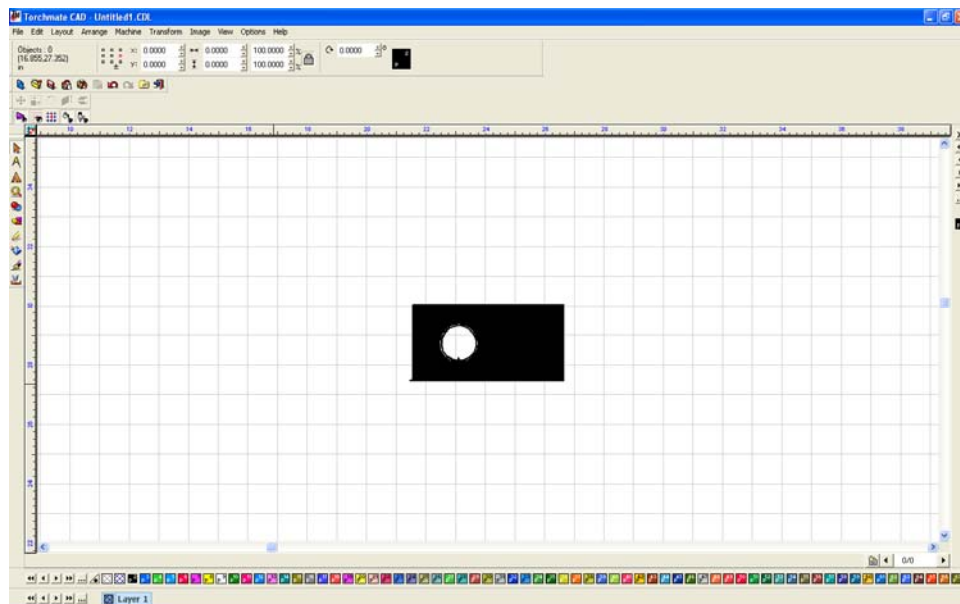 Torchmate CAD - Untitled1.CDL
File Edit Layout Arrange Machine Transform Image View Options Help
Objects : 0
x: 0.0000 0.0000 100.0000 % 0.0000
(16.955,27.352)
in
y: 0.0000 0.0000 100.0000 %
10 12 14 16 18 20 22 24 26 28 30 32 34 36
0/0
Layer 1